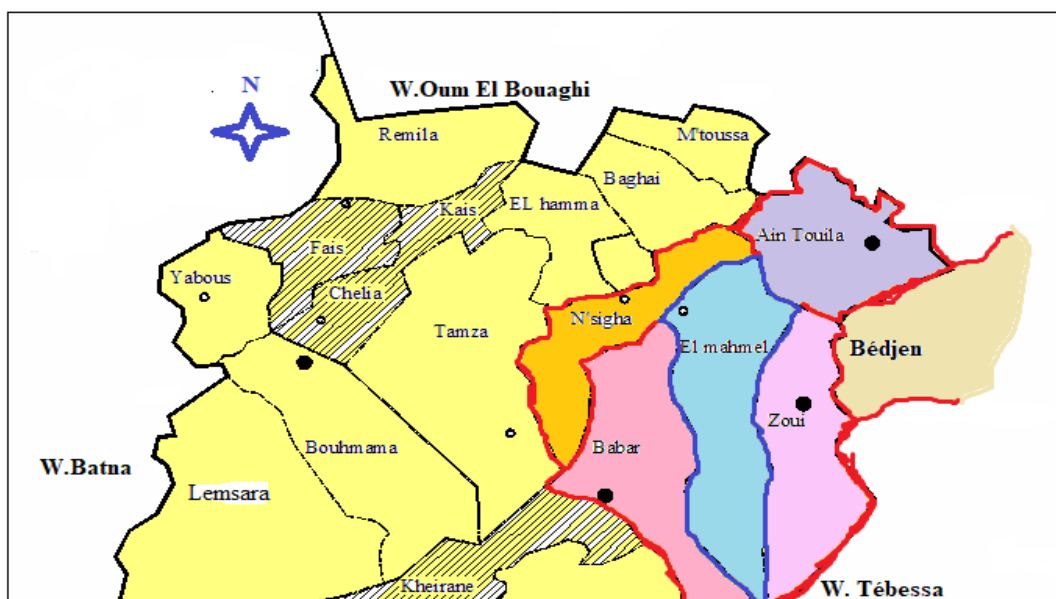 N
W.Oum El Bouaghi
Remila
M'toussa
Baghai
Kais
EL hamma
Ain Touila
Fais
Yabous
Chelia
N'sigha
Tamza
El mahmel
Bédjen
Zoui
Bouhmama
Babar
W.Batna
Lemsara
Kheirane
W. Tébessa